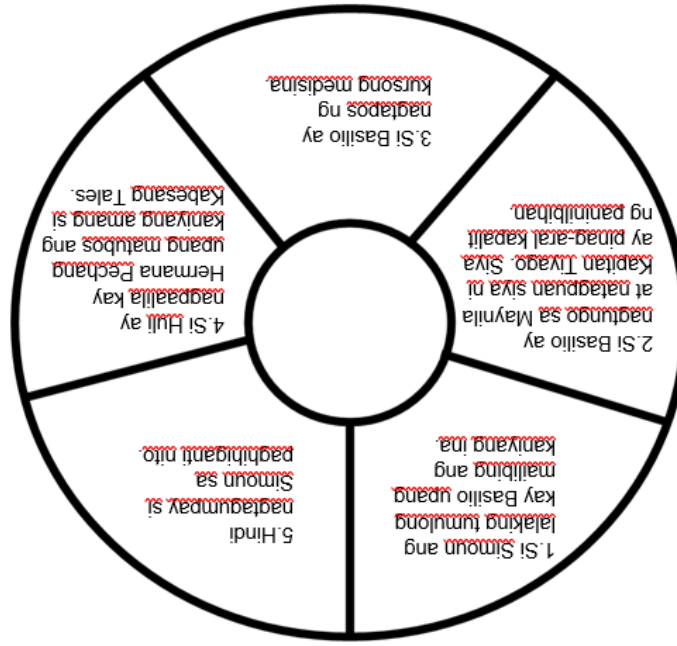 1.Si Simoun ang
lalaking tumulong
kay Basilio upang
mailibing ang
kaniyang ina.
2.Si Basilio ay
nagtungo sa Maynila
at natagpuan siya ni
Kapitan Tiyago. Siya
ay pinag-aral kapalit
ng paninilbihan.
3.Si Basilio ay
nagtapos ng
kursong medisina.
4.Si Huli ay
nagpaalila kay
Hermana Pechang
upang matubos ang
kaniyang amang si
Kabesang Tales.
5.Hindi
nagtagumpay si
Simoun sa
paghihiganti nito.